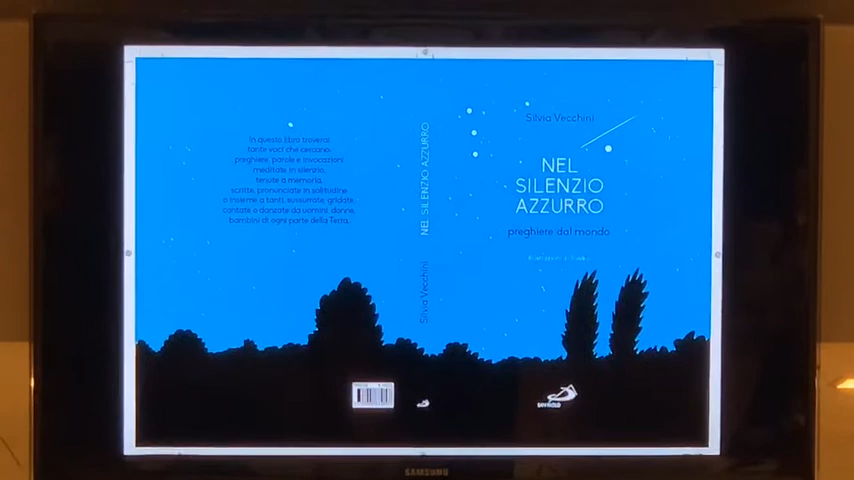 In questo libro troverai
tante voci che cercano:
preghiere, parole e invocazioni
meditate in silenzio,
tenute a memoria,
scritte, pronunciate in solitudine
o insieme a tanti, sussurrate, gridate
cantate o danzate da uomini, donne,
bambini di ogni parte della Terra.
NEL SILENZIO AZZURRO
Silvia Vecchini
Silvia Vecchini
NEL
SILENZIO
AZZURRO
preghiere dal mondo
SAN PAOLO
SAMSUNG